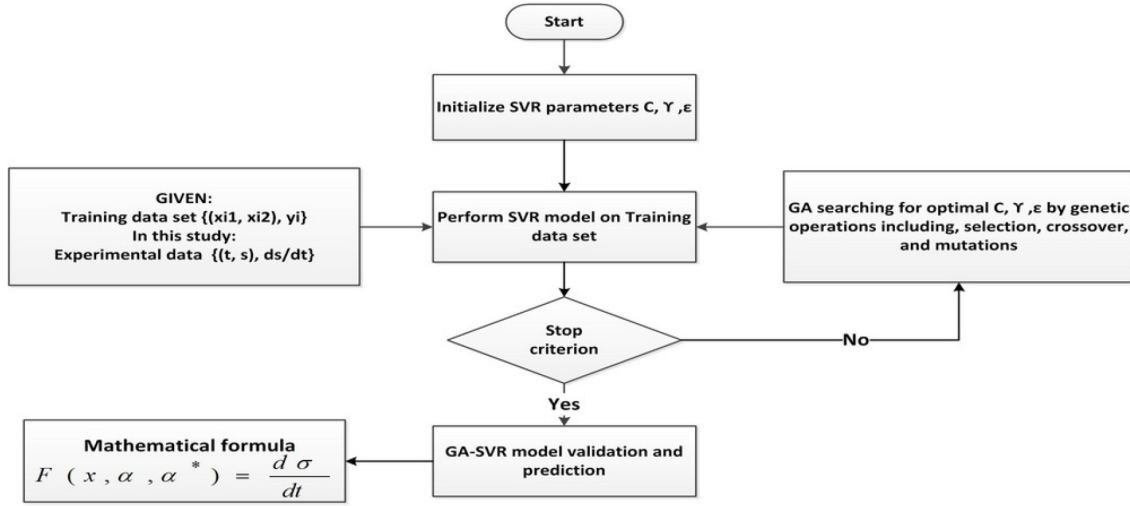 Start
Initialize SVR parameters C, ϒ ,ε
GIVEN:
Training data set {(xi1, xi2), yi}
In this study:
Experimental data {(t, s), ds/dt}
Perform SVR model on Training
data set
GA searching for optimal C, ϒ ,ε by genetic
operations including, selection, crossover,
and mutations
Stop
criterion
No
Yes
GA-SVR model validation and
prediction
Mathematical formula
F ( x , α , α * ) = d σ / dt